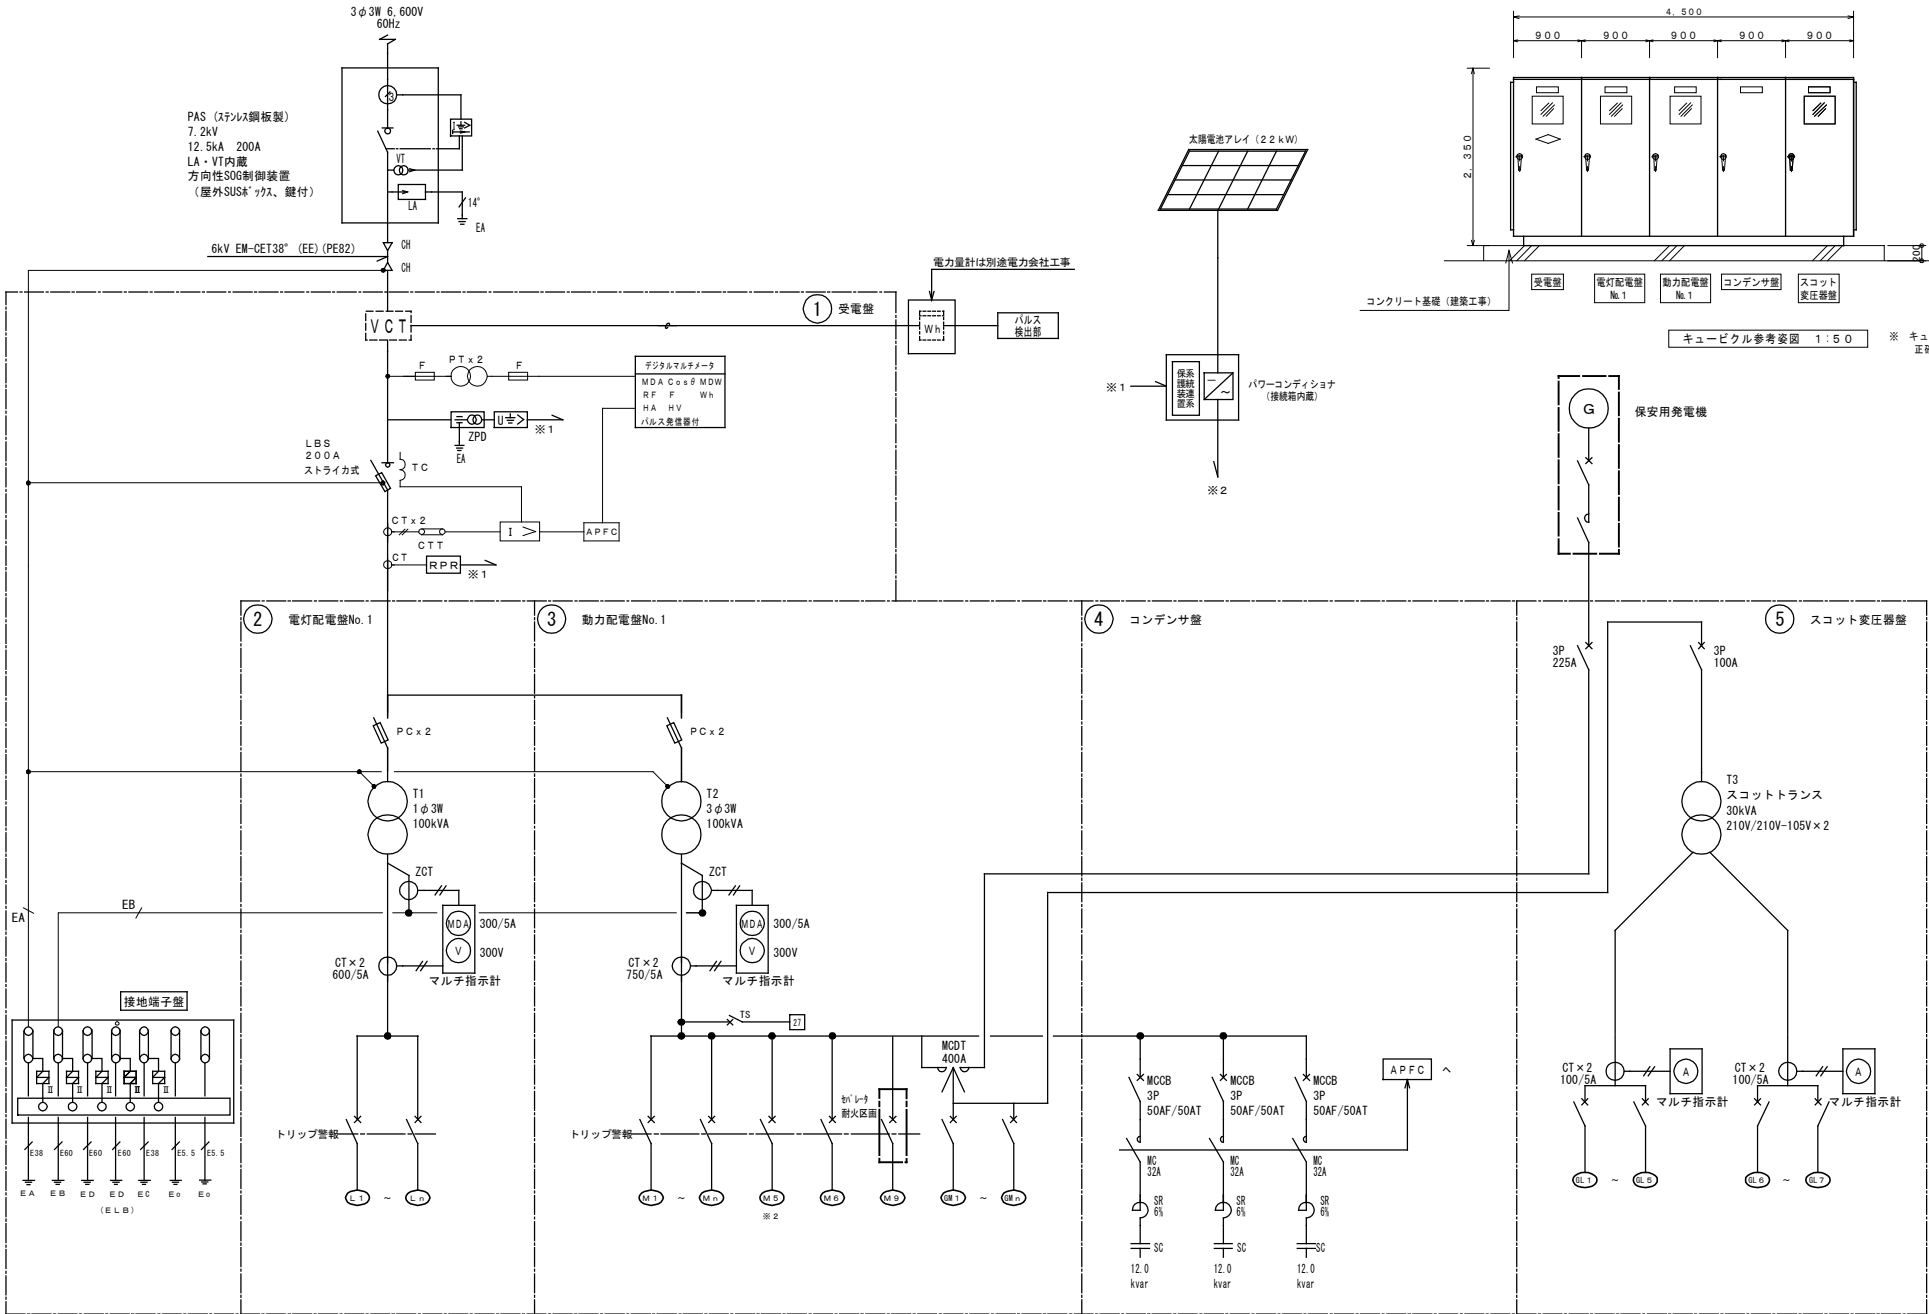 3φ3W 6,600V
60Hz
PAS (ステンレス鋼板製)
7.2kV
12.5kA 200A
LA・VT内蔵
方向性SOG制御装置
(屋外SUSボックス、鍵付)
VT
LA
14°
EA
6kV EM-CET38° (EE)(PE82)
CH
CH
太陽電池アレイ(22kW)
※1
保護装置
系統連系
パワーコンディショナ
(接続箱内蔵)
※2
4,500
900
900
900
900
900
2,350
200
受電盤
電灯配電盤
No.1
動力配電盤
No.1
コンデンサ盤
スコット
変圧器盤
コンクリート基礎(建築工事)
キュービクル参考姿図 1:50
※ キュ
G
保安用発電機
① 受電盤
電力量計は別途電力会社工事
VCT
Wh
パルス
検出部
F
PTx2
F
デジタルマルチメータ
MDA Cosθ MDW
RF F Wh
HA HV
パルス発信器付
ZPD
U
※1
EA
LBS
200A
ストライカ式
TC
CTx2
CTT
I >
APFC
CT
RPR
※1
② 電灯配電盤No.1
PCx2
T1
1φ3W
100kVA
ZCT
MDA
300/5A
V
300V
CT×2
600/5A
マルチ指示計
トリップ警報
L1
~
Ln
③ 動力配電盤No.1
PCx2
T2
3φ3W
100kVA
ZCT
MDA
300/5A
V
300V
CT×2
750/5A
マルチ指示計
TS
27
MCDT
400A
セパレータ
耐火区画
トリップ警報
M1
~
Mn
M5
※2
M6
M9
GM1
~
GMn
④ コンデンサ盤
MCCB
3P
50AF/50AT
MCCB
3P
50AF/50AT
MCCB
3P
50AF/50AT
APFC へ
MC
32A
MC
32A
MC
32A
SR
6%
SR
6%
SR
6%
SC
SC
SC
12.0
kvar
12.0
kvar
12.0
kvar
⑤ スコット変圧器盤
3P
225A
3P
100A
T3
スコットトランス
30kVA
210V/210V-105V×2
CT×2
100/5A
A
マルチ指示計
CT×2
100/5A
A
マルチ指示計
GL1
~
GL5
GL6
~
GL7
EA
EB
接地端子盤
II
II
II
II
II
E38
E60
E60
E60
E38
E5.5
E5.5
EA
EB
ED
ED
EC
Eo
Eo
(ELB)